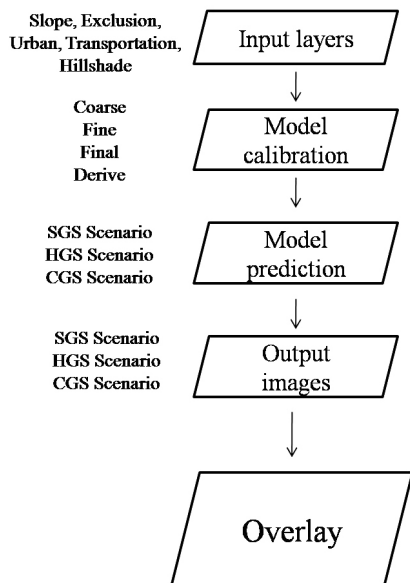 Slope, Exclusion,
Urban, Transportation,
Hillshade
Input layers
Coarse
Fine
Final
Derive
Model
calibration
SGS Scenario
HGS Scenario
CGS Scenario
Model
prediction
SGS Scenario
HGS Scenario
CGS Scenario
Output
images
Overlay